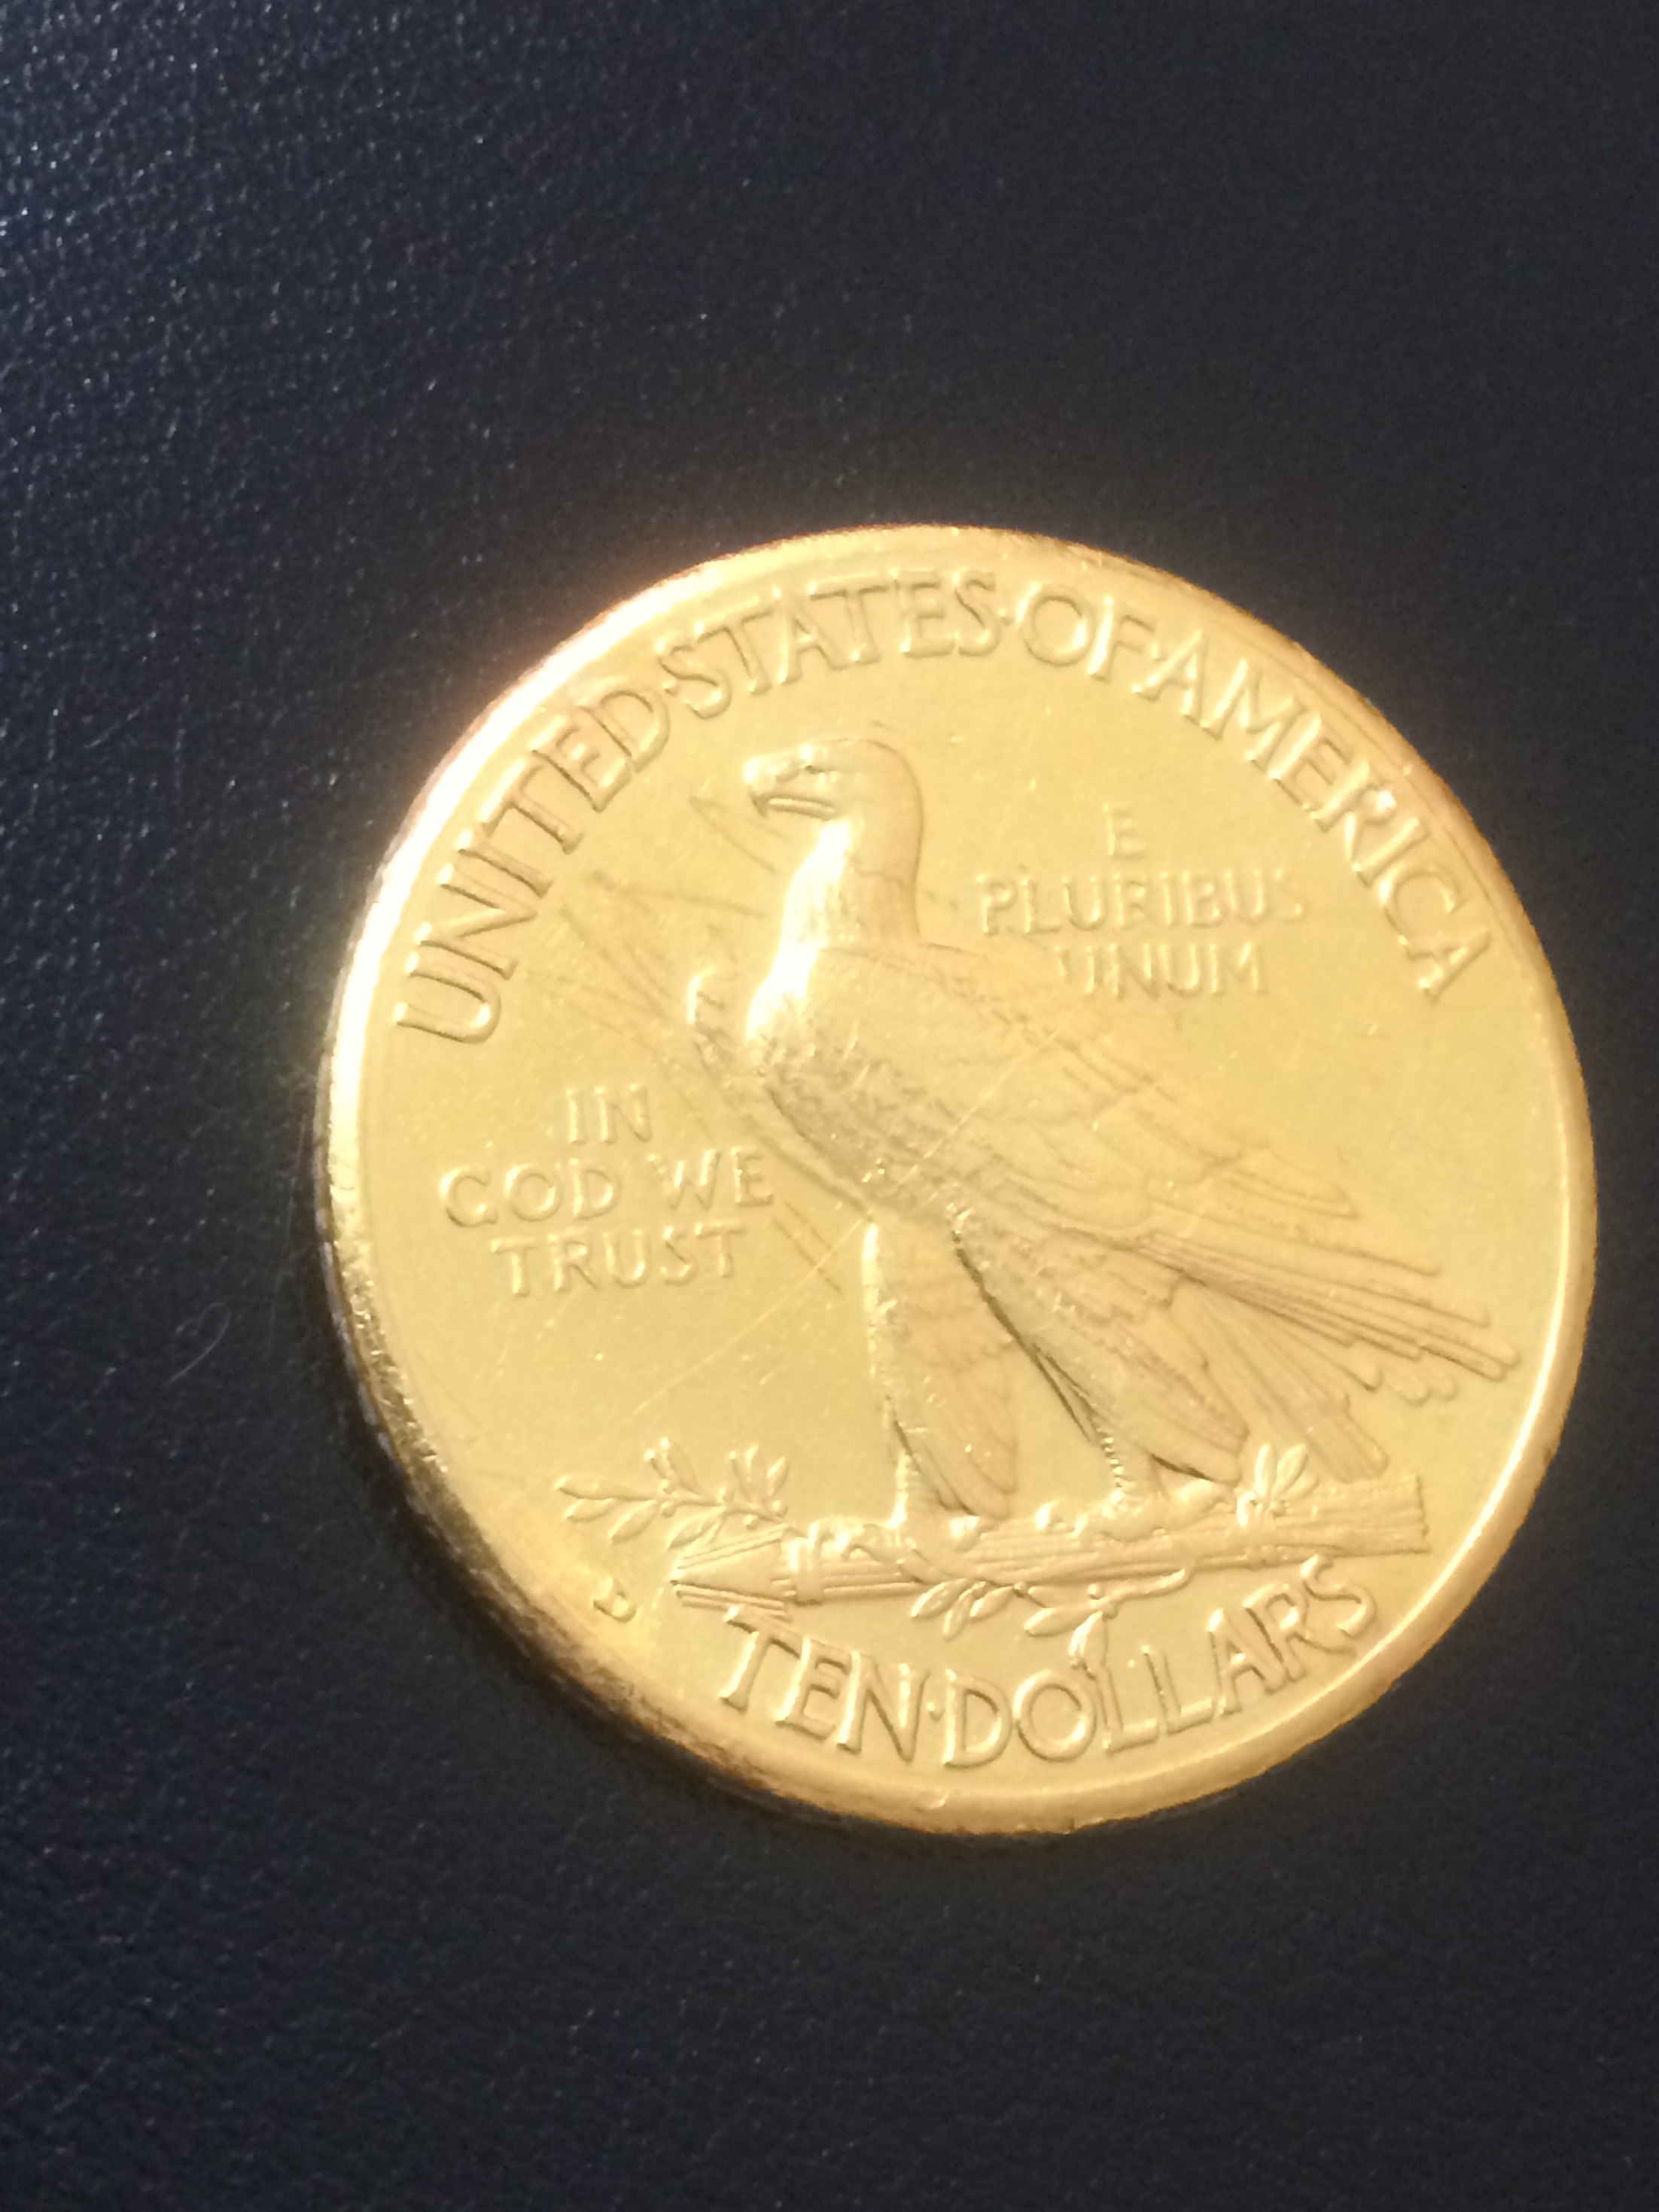 UNITED·STATES·OF·AMERICA
E
PLURIBUS
UNUM
IN
GOD WE
TRUST
D
TEN·DOLLARS